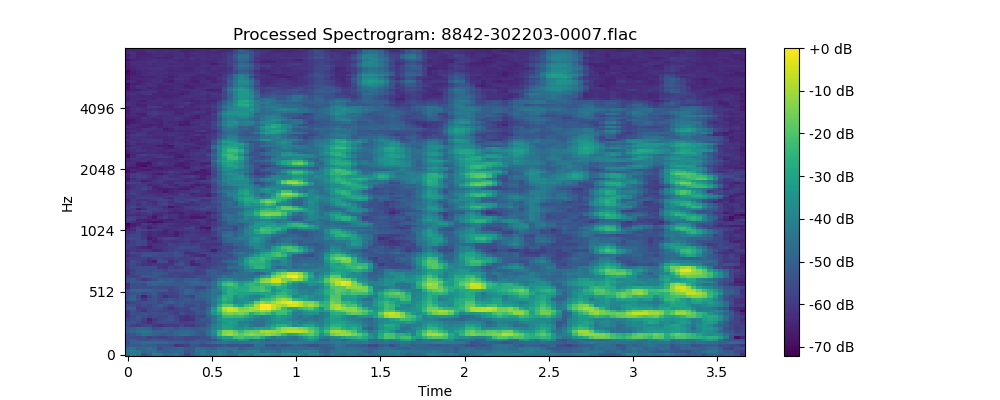 Processed Spectrogram: 8842-302203-0007.flac
+0 dB
-10 dB
-20 dB
-30 dB
-40 dB
-50 dB
-60 dB
-70 dB
4096
2048
1024
512
0
Hz
0
0.5
1
1.5
2
2.5
3
3.5
Time